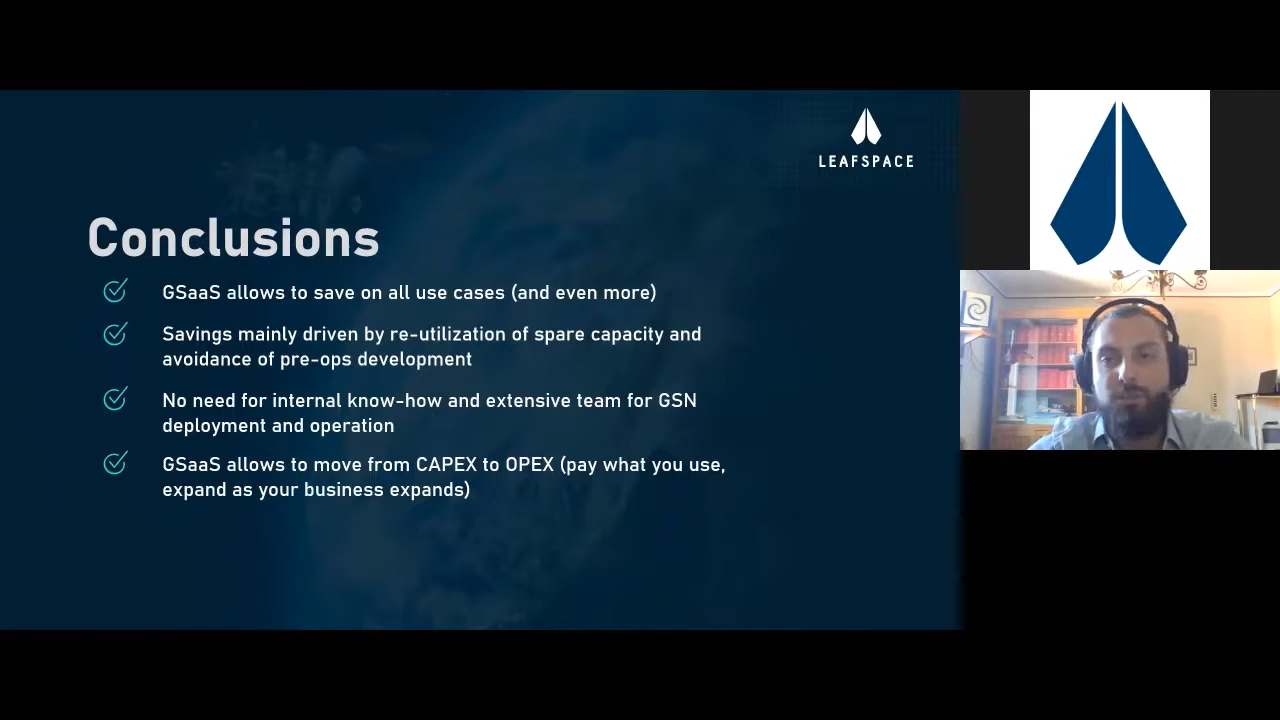 LEAFSPACE
Conclusions
GSaaS allows to save on all use cases (and even more)
Savings mainly driven by re-utilization of spare capacity and
avoidance of pre-ops development
No need for internal know-how and extensive team for GSN
deployment and operation
GSaaS allows to move from CAPEX to OPEX (pay what you use,
expand as your business expands)